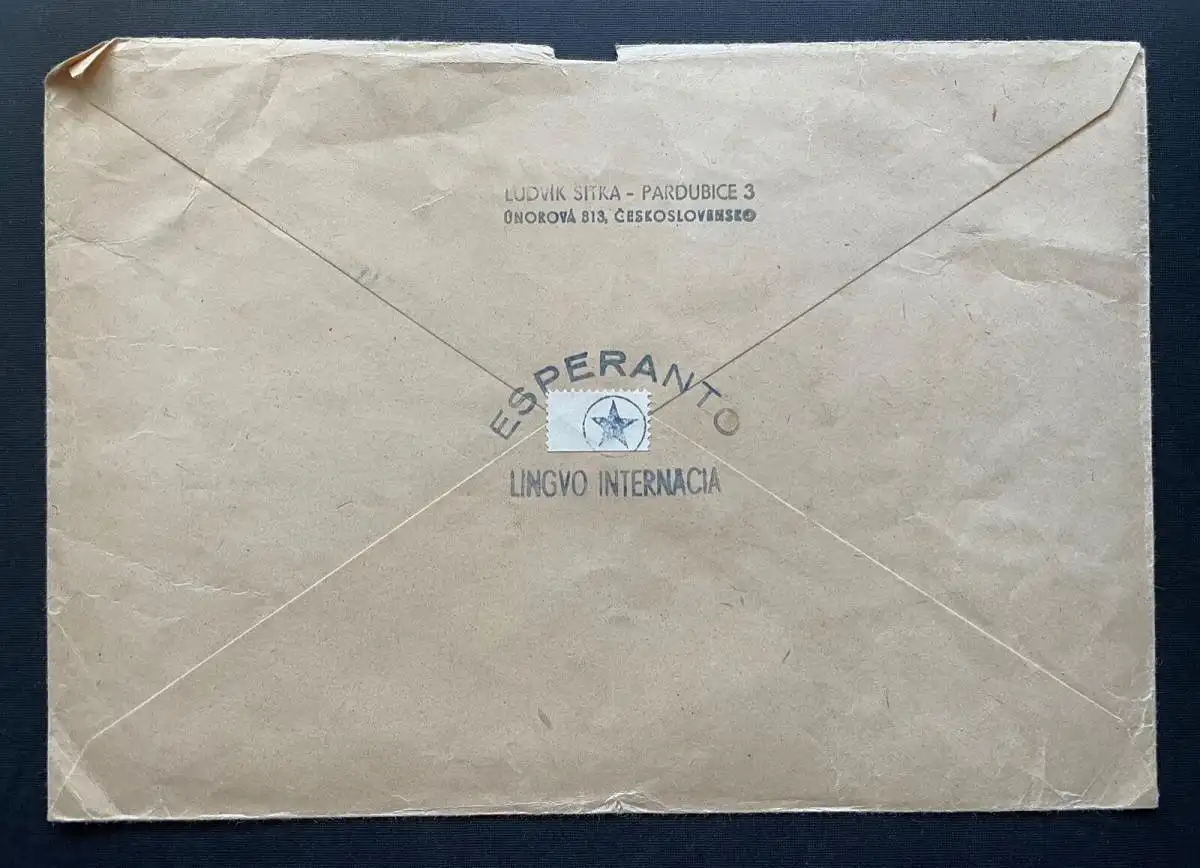 LUDVÍK SITKA - PARDUBICE 3
ÚNOROVÁ 813, ČESKOSLOVENSKO
ESPERANTO
LINGVO INTERNACIA